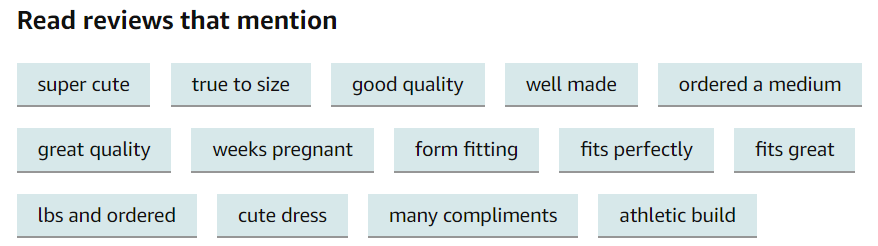 Read reviews that mention
super cute true to size good quality well made ordered a medium
great quality weeks pregnant form fitting fits perfectly fits great
lbs and ordered cute dress many compliments athletic build